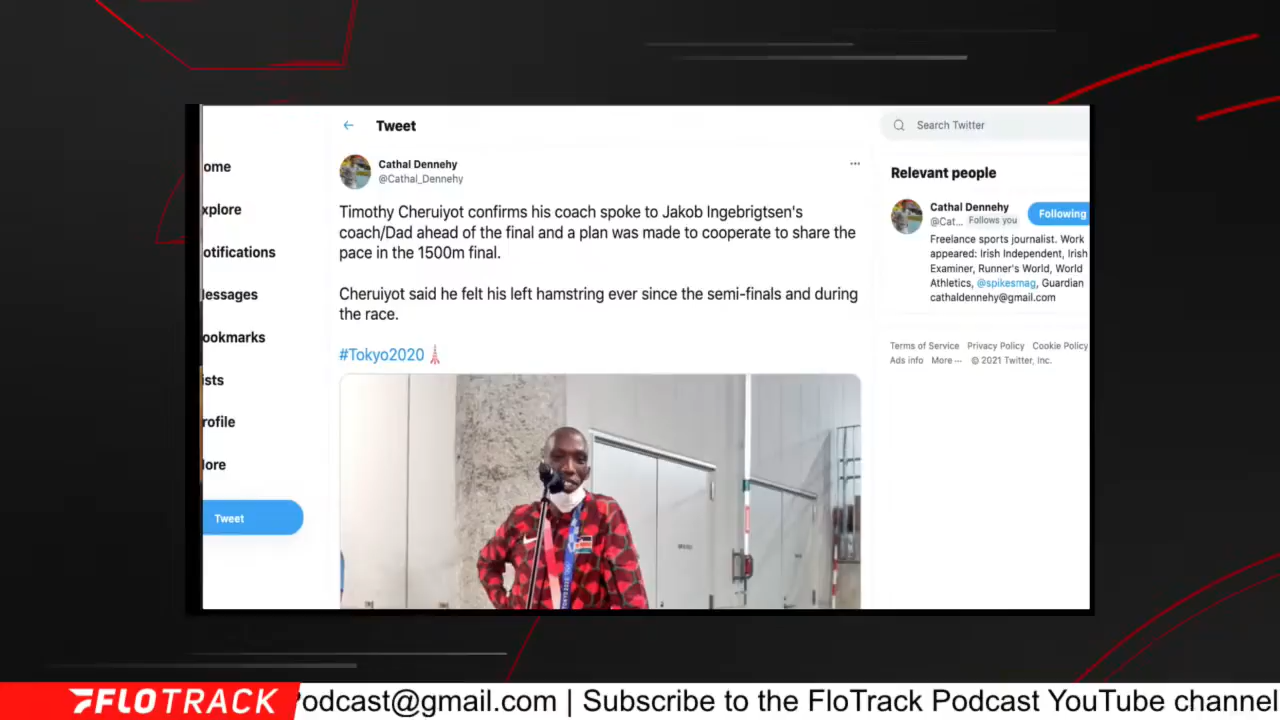 Tweet
Search Twitter
ome
xplore
otifications
essages
ookmarks
ists
rofile
ore
Tweet
Cathal Dennehy
@Cathal_Dennehy
Timothy Cheruiyot confirms his coach spoke to Jakob Ingebrigtsen's
coach/Dad ahead of the final and a plan was made to cooperate to share the
pace in the 1500m final.
Cheruiyot said he felt his left hamstring ever since the semi-finals and during
the race.
#Tokyo2020
TOKYO 2020
Relevant people
Cathal Dennehy
@Cat... Follows you
Following
Freelance sports journalist. Work
appeared: Irish Independent, Irish
Examiner, Runner's World, World
Athletics, @spikesmag, Guardian
cathaldennehy@gmail.com
Terms of Service Privacy Policy Cookie Policy
Ads info More ··· © 2021 Twitter, Inc.
FLOTRACK
Podcast@gmail.com | Subscribe to the FloTrack Podcast YouTube channel